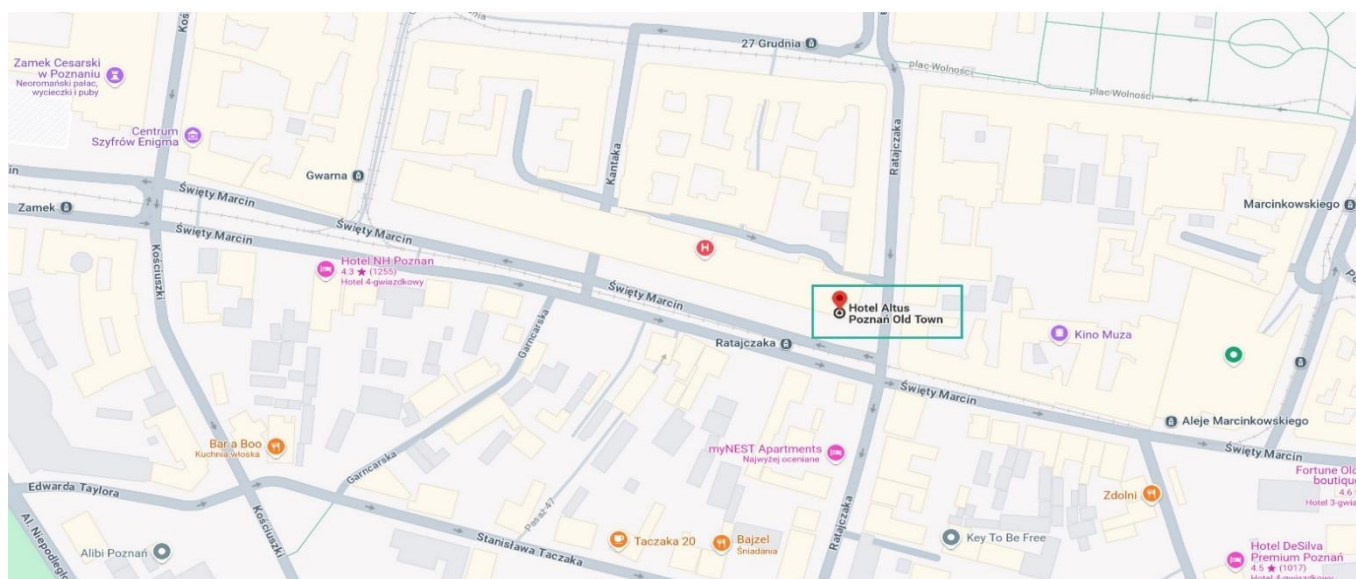 Zamek Cesarski
w Poznaniu
Neoromański pałac,
wycieczki i puby
Centrum
Szyfrów Enigma
27 Grudnia
plac Wolności
plac Wolności
Ratajczaka
Kantaka
Gwarna
Święty Marcin
Zamek
Święty Marcin
Święty Marcin
Marcinkowskiego
Kościuszki
Hotel NH Poznan
4.3 ★ (1255)
Hotel 4-gwiazdkowy
H
Święty Marcin
Hotel Altus
Poznań Old Town
Garncarska
Ratajczaka
Kino Muza
Święty Marcin
Aleje Marcinkowskiego
Święty Marcin
Bar a Boo
Kuchnia włoska
myNEST Apartments
Najwyżej oceniane
Garncarska
Fortune Old
boutique
4.6
Edwarda Taylora
Zdolni
Pasaż 47
Ratajczaka
Kościuszki
Stanisława Taczaka
Taczaka 20
Bajzel
Śniadania
Key To Be Free
Alibi Poznań
Hotel DeSilva
Premium Poznań
4.5 ★ (1017)
Hotel 4-gwiazdkowy